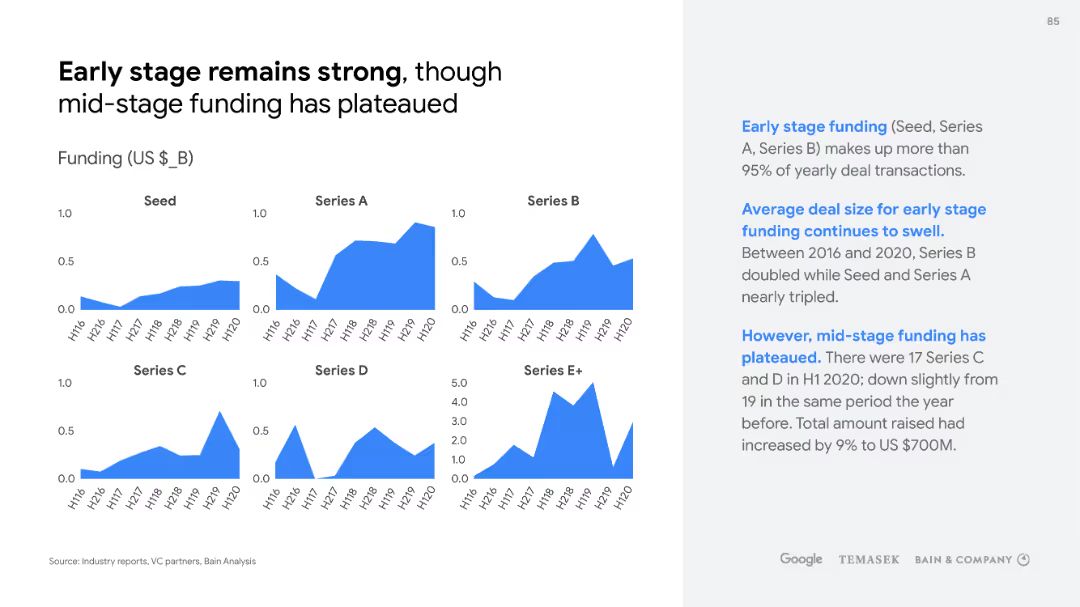 85
Early stage remains strong, though
mid-stage funding has plateaued
Funding (US $_B)
Seed
1.0
0.5
0.0
H116 H216 H117 H217 H118 H218 H119 H219 H120
Series A
1.0
0.5
0.0
H116 H216 H117 H217 H118 H218 H119 H219 H120
Series B
1.0
0.5
0.0
H116 H216 H117 H217 H118 H218 H119 H219 H120
Series C
1.0
0.5
0.0
H116 H216 H117 H217 H118 H218 H119 H219 H120
Series D
1.0
0.5
0.0
H116 H216 H117 H217 H118 H218 H119 H219 H120
Series E+
5.0
4.0
3.0
2.0
1.0
0.0
H116 H216 H117 H217 H118 H218 H119 H219 H120
Early stage funding (Seed, Series
A, Series B) makes up more than
95% of yearly deal transactions.
Average deal size for early stage
funding continues to swell.
Between 2016 and 2020, Series B
doubled while Seed and Series A
nearly tripled.
However, mid-stage funding has
plateaued. There were 17 Series C
and D in H1 2020; down slightly from
19 in the same period the year
before. Total amount raised had
increased by 9% to US $700M.
Source: Industry reports, VC partners, Bain Analysis
Google TEMASEK BAIN & COMPANY